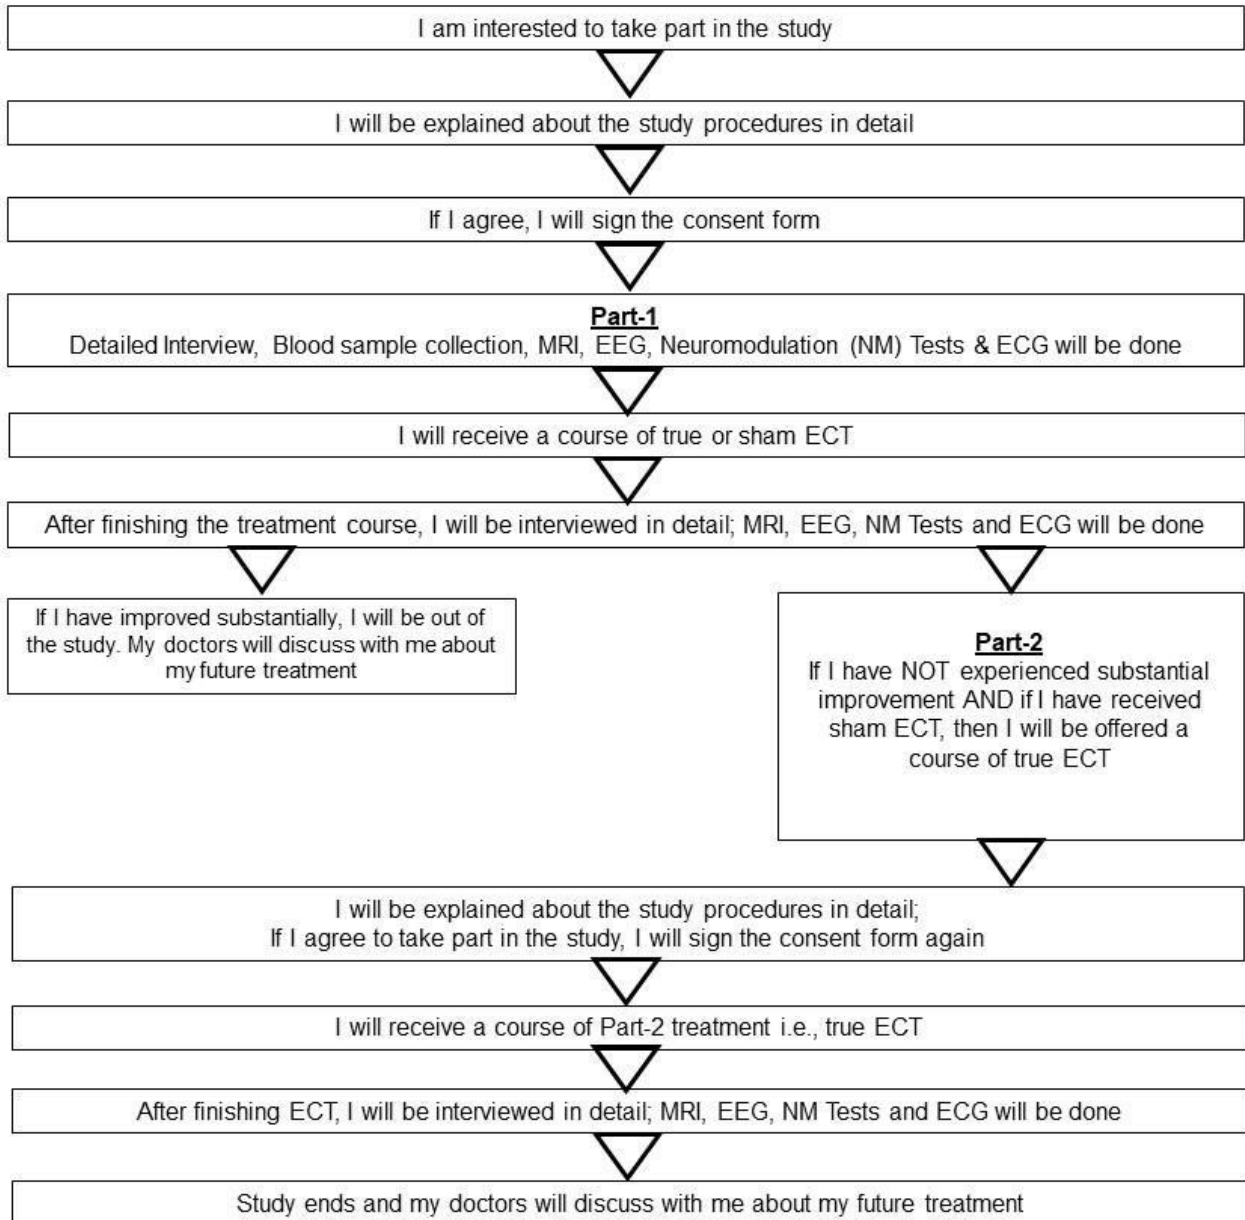 I am interested to take part in the study
I will be explained about the study procedures in detail
If I agree, I will sign the consent form
Part-1
Detailed Interview, Blood sample collection, MRI, EEG, Neuromodulation (NM) Tests & ECG will be done
I will receive a course of true or sham ECT
After finishing the treatment course, I will be interviewed in detail; MRI, EEG, NM Tests and ECG will be done
If I have improved substantially, I will be out of
the study. My doctors will discuss with me about
my future treatment
Part-2
If I have NOT experienced substantial
improvement AND if I have received
sham ECT, then I will be offered a
course of true ECT
I will be explained about the study procedures in detail;
If I agree to take part in the study, I will sign the consent form again
I will receive a course of Part-2 treatment i.e., true ECT
After finishing ECT, I will be interviewed in detail; MRI, EEG, NM Tests and ECG will be done
Study ends and my doctors will discuss with me about my future treatment